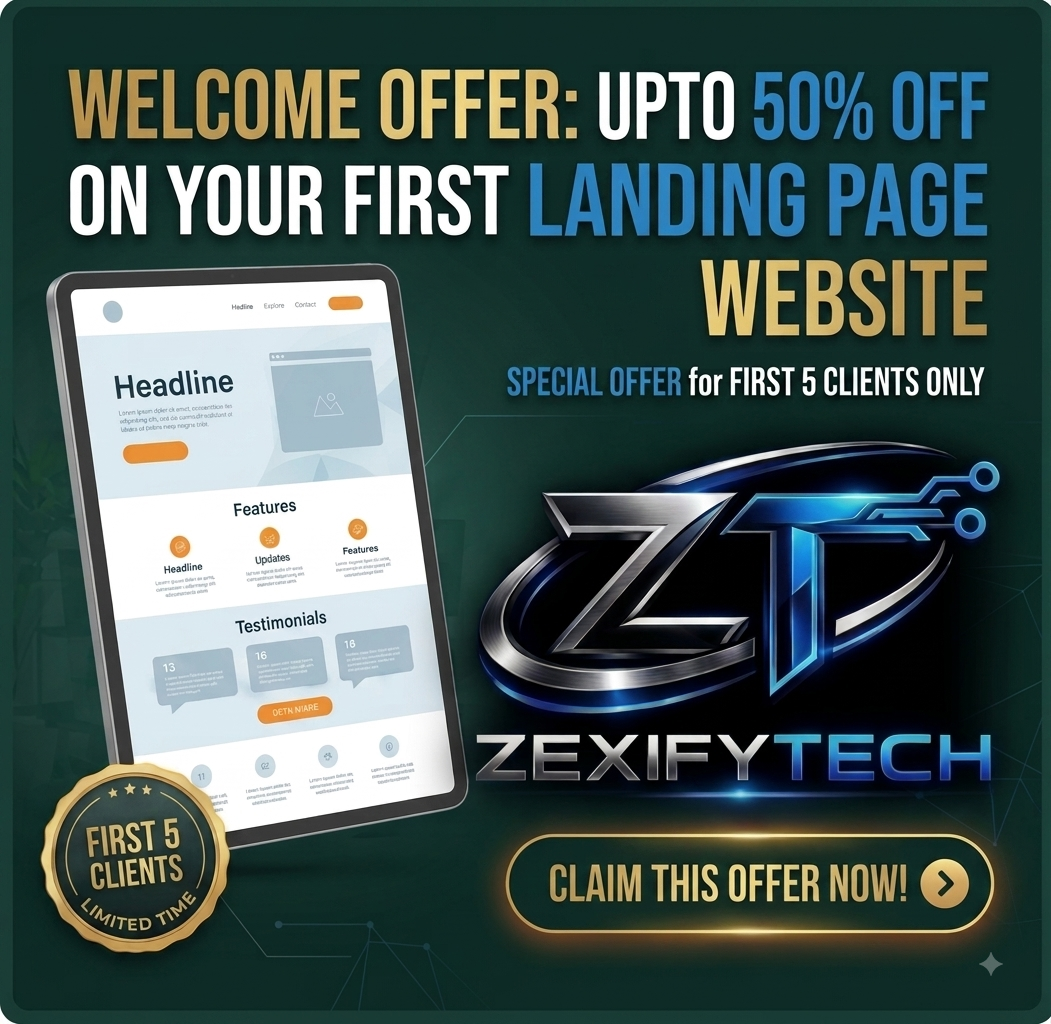 WELCOME OFFER: UPTO 50% OFF
ON YOUR FIRST LANDING PAGE
WEBSITE
SPECIAL OFFER for FIRST 5 CLIENTS ONLY
Hedline Explore Contact
Headline
Features
Headline
Updates
Features
Testimonials
13
16
16
ZT
ZEXIFYTECH
FIRST 5
CLIENTS
LIMITED TIME
CLAIM THIS OFFER NOW!